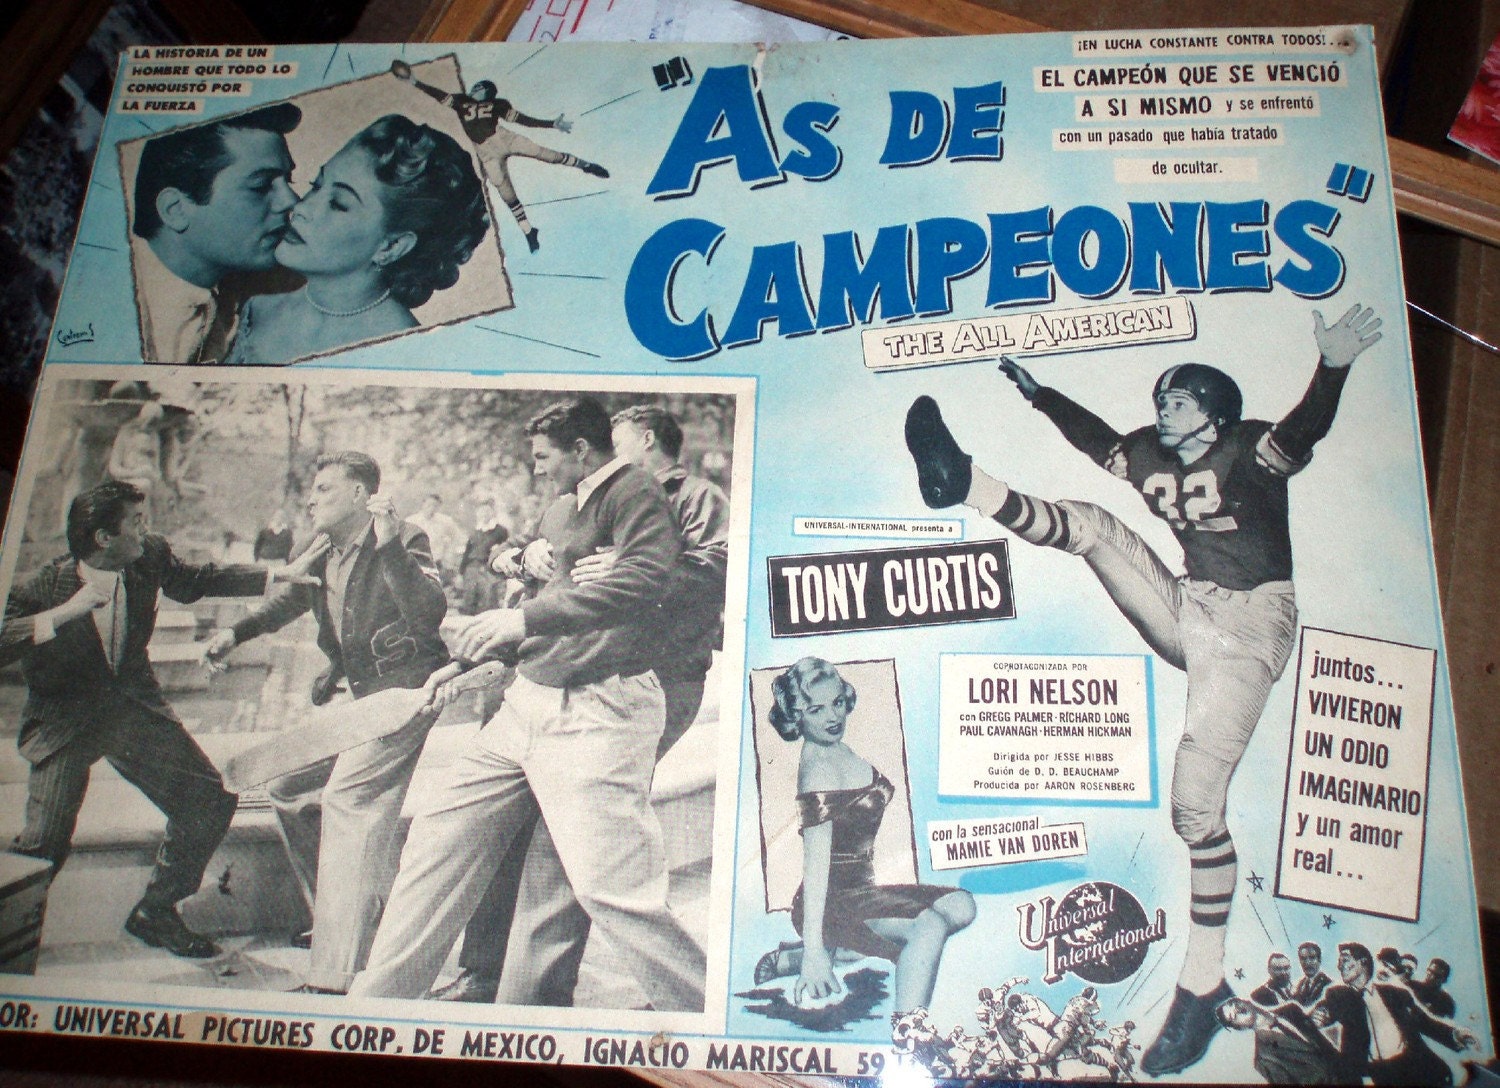 LA HISTORIA DE UN
HOMBRE QUE TODO LO
CONQUISTÓ POR
LA FUERZA
32
"AS DE
CAMPEONES"
THE ALL AMERICAN
¡EN LUCHA CONSTANTE CONTRA TODOS!...
EL CAMPEÓN QUE SE VENCIÓ
A SI MISMO y se enfrentó
con un pasado que había tratado
de ocultar.
32
S
UNIVERSAL-INTERNATIONAL presenta a
TONY CURTIS
COPROTAGONIZADA POR
LORI NELSON
con GREGG PALMER·RICHARD LONG
PAUL CAVANAGH·HERMAN HICKMAN
Dirigida por JESSE HIBBS
Guión de D. D. BEAUCHAMP
Producida por AARON ROSENBERG
con la sensacional
MAMIE VAN DOREN
Universal
International
juntos...
VIVIERON
UN ODIO
IMAGINARIO
y un amor
real...
OR: UNIVERSAL PICTURES CORP. DE MEXICO, IGNACIO MARISCAL 59